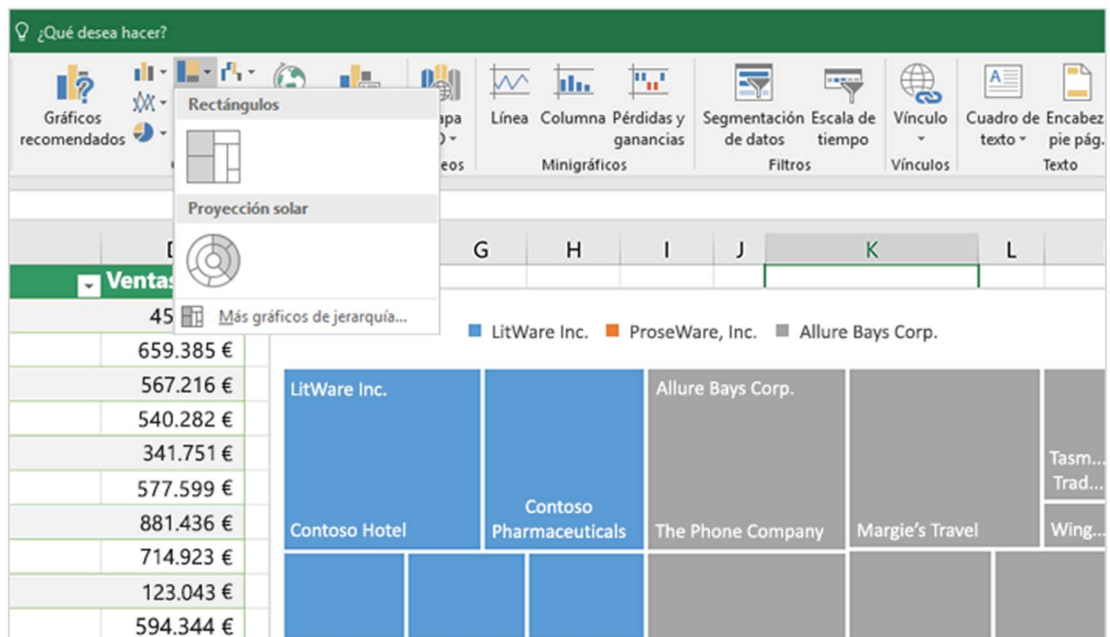 ¿Qué desea hacer?
Gráficos
recomendados
Rectángulos
Proyección solar
Más gráficos de jerarquía...
Línea
Columna
Pérdidas y
ganancias
Minigráficos
Segmentación
de datos
Escala de
tiempo
Filtros
Vínculo
Vínculos
Cuadro de
texto
Encabez
pie pág.
Texto
G H I J K L
Ventas
45
659.385 €
567.216 €
540.282 €
341.751 €
577.599 €
881.436 €
714.923 €
123.043 €
594.344 €
LitWare Inc. ProseWare, Inc. Allure Bays Corp.
LitWare Inc.
Contoso Hotel
Contoso
Pharmaceuticals
Allure Bays Corp.
The Phone Company
Margie's Travel
Tasm...
Trad...
Wing...